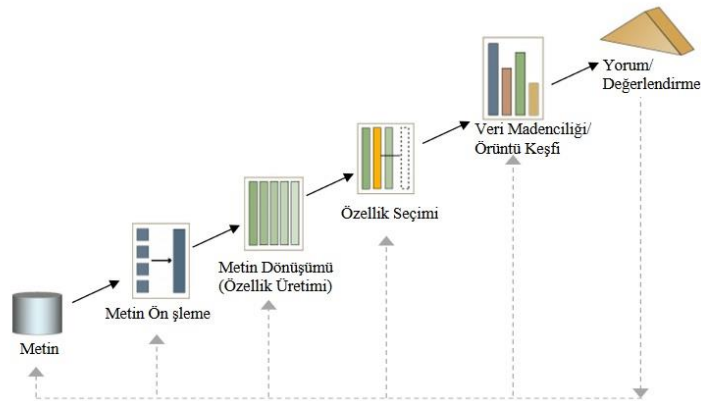 Metin
Metin Ön şleme
Metin Dönüşümü
(Özellik Üretimi)
Özellik Seçimi
Veri Madenciliği/
Örüntü Keşfi
Yorum/
Değerlendirme